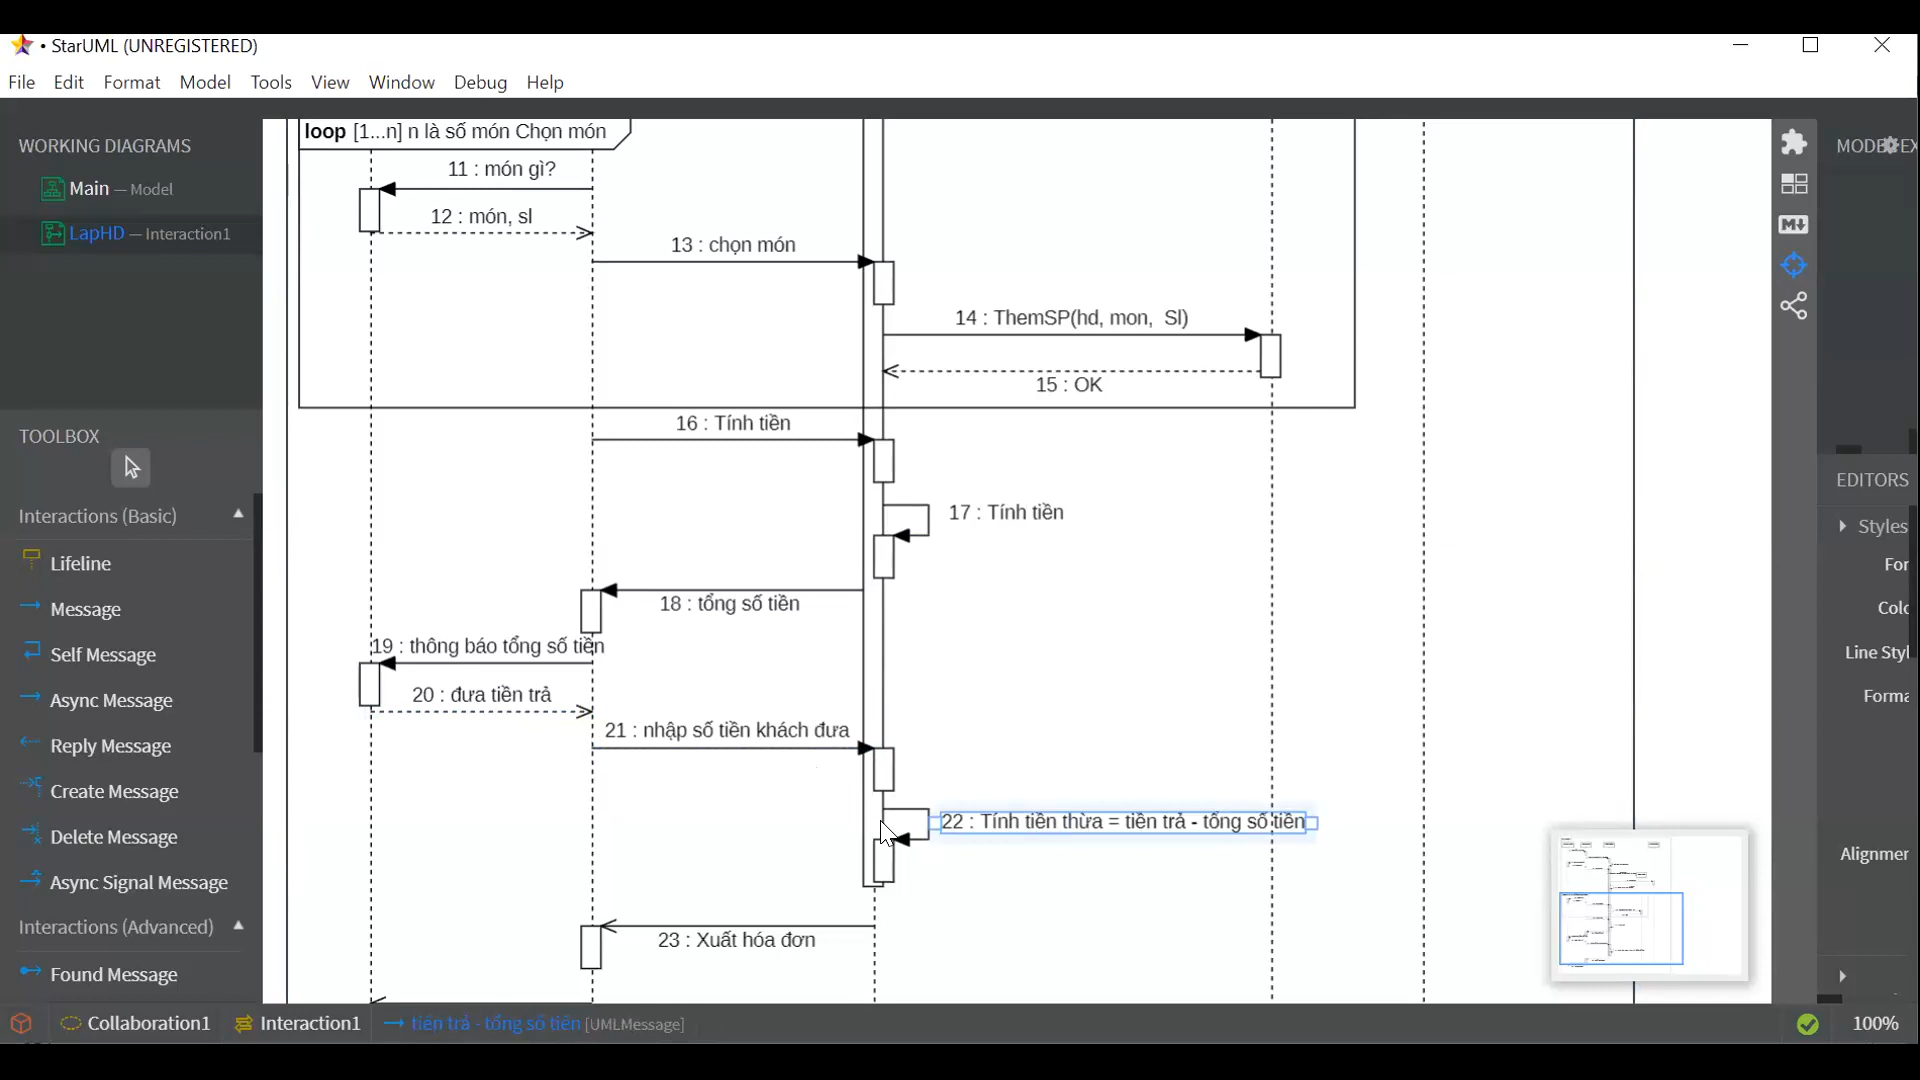 • StarUML (UNREGISTERED)
File Edit Format Model Tools View Window Debug Help
WORKING DIAGRAMS
Main — Model
LapHD — Interaction1
TOOLBOX
Interactions (Basic)
Lifeline
Message
Self Message
Async Message
Reply Message
Create Message
Delete Message
Async Signal Message
Interactions (Advanced)
Found Message
loop [1...n] n là số món Chọn món
11 : món gì?
12 : món, sl
13 : chọn món
14 : ThemSP(hd, mon, Sl)
15 : OK
16 : Tính tiền
17 : Tính tiền
18 : tổng số tiền
19 : thông báo tổng số tiền
20 : đưa tiền trả
21 : nhập số tiền khách đưa
22 : Tính tiền thừa = tiền trả - tổng số tiền
23 : Xuất hóa đơn
EDITORS
Styles
Collaboration1 Interaction1 tiền trả - tổng số tiền [UMLMessage] 100%